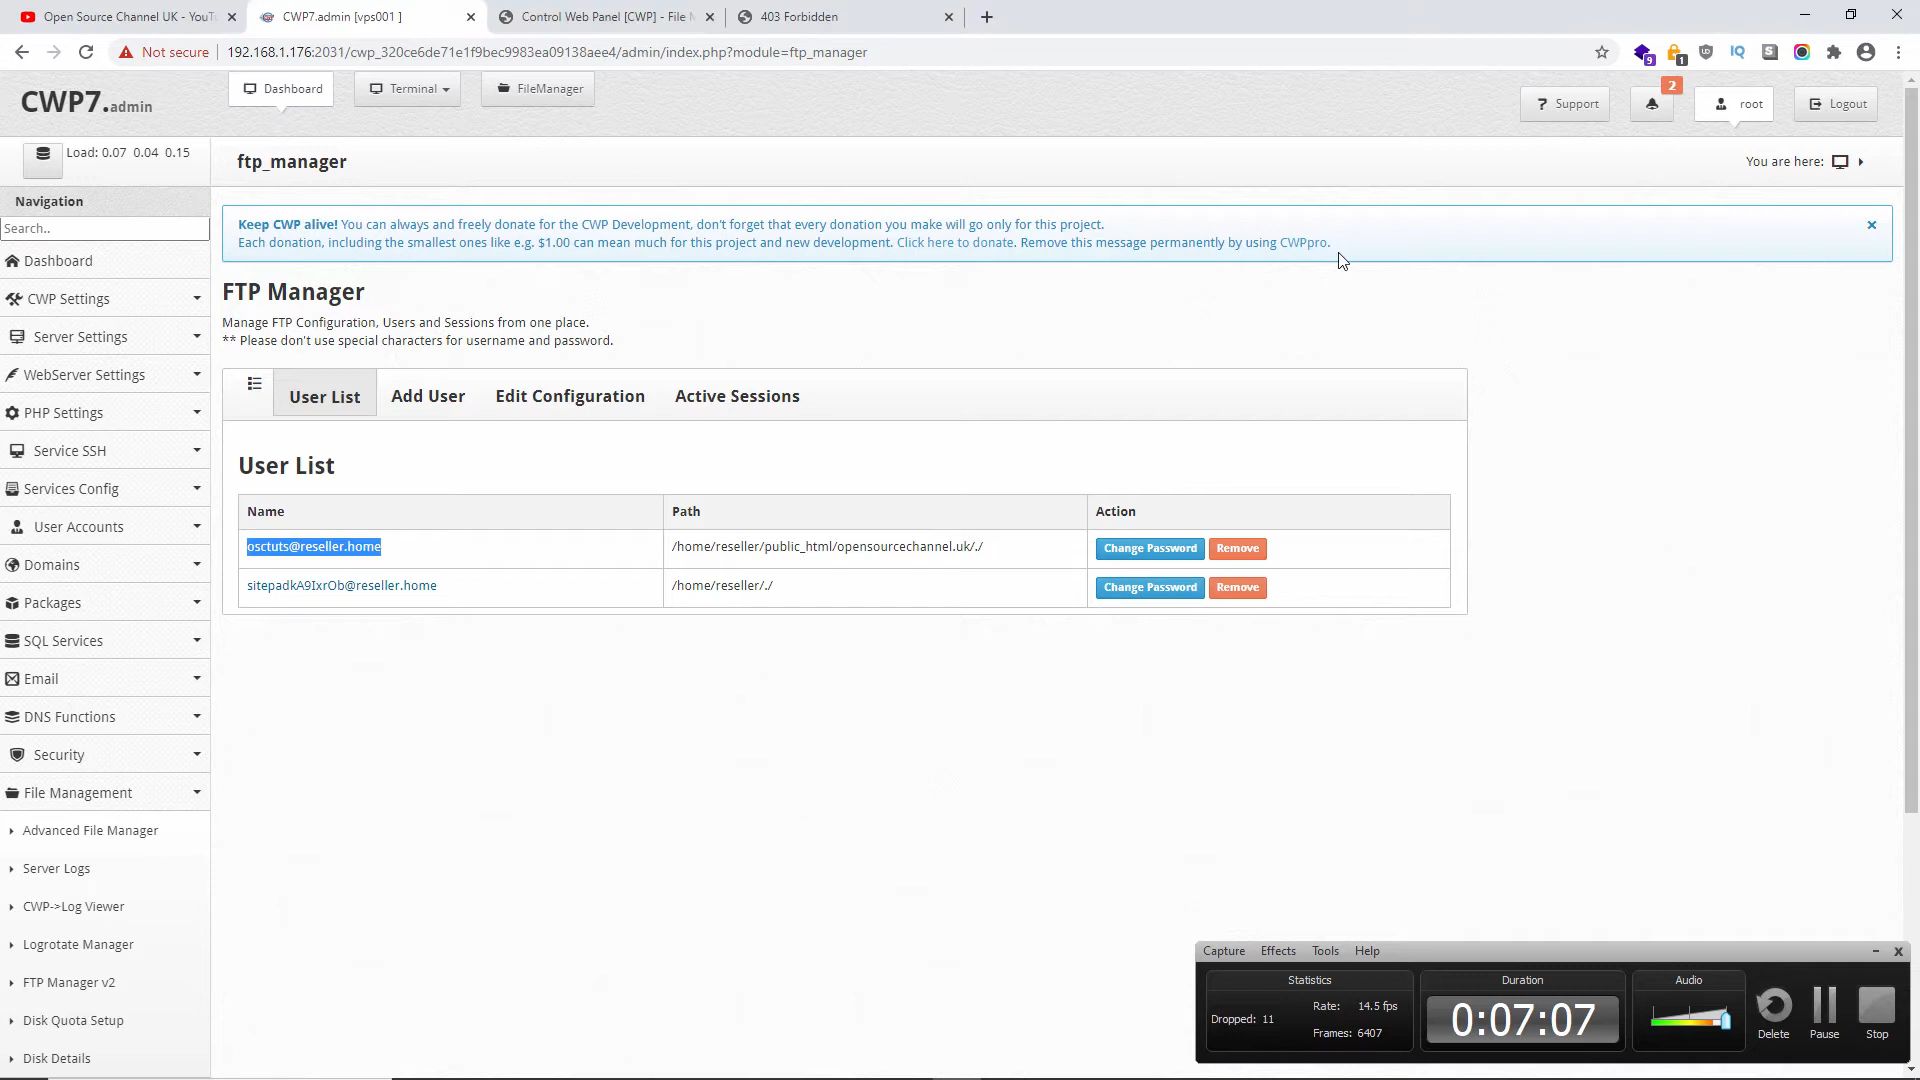 Open Source Channel UK - YouTu
CWP7.admin [vps001 ]
Control Web Panel [CWP] - File M
403 Forbidden
Not secure
192.168.1.176:2031/cwp_320ce6de71e1f9bec9983ea09138aee4/admin/index.php?module=ftp_manager
9
1
IQ
S
CWP7.admin
Dashboard
Terminal
FileManager
2
? Support
root
Logout
Load: 0.07 0.04 0.15
ftp_manager
You are here:
Navigation
Search..
Dashboard
CWP Settings
Server Settings
WebServer Settings
PHP Settings
Service SSH
Services Config
User Accounts
Domains
Packages
SQL Services
Email
DNS Functions
Security
File Management
Advanced File Manager
Server Logs
CWP->Log Viewer
Logrotate Manager
FTP Manager v2
Disk Quota Setup
Disk Details
Keep CWP alive! You can always and freely donate for the CWP Development, don't forget that every donation you make will go only for this project.
Each donation, including the smallest ones like e.g. $1.00 can mean much for this project and new development. Click here to donate. Remove this message permanently by using CWPpro.
FTP Manager
Manage FTP Configuration, Users and Sessions from one place.
** Please don't use special characters for username and password.
User List
Add User
Edit Configuration
Active Sessions
User List
Name
Path
Action
osctuts@reseller.home
/home/reseller/public_html/opensourcechannel.uk/./
Change Password
Remove
sitepadkA9IxrOb@reseller.home
/home/reseller/./
Change Password
Remove
Capture
Effects
Tools
Help
Statistics
Duration
Audio
Dropped: 11
Rate: 14.5 fps
Frames: 6407
0:07:07
Delete
Pause
Stop